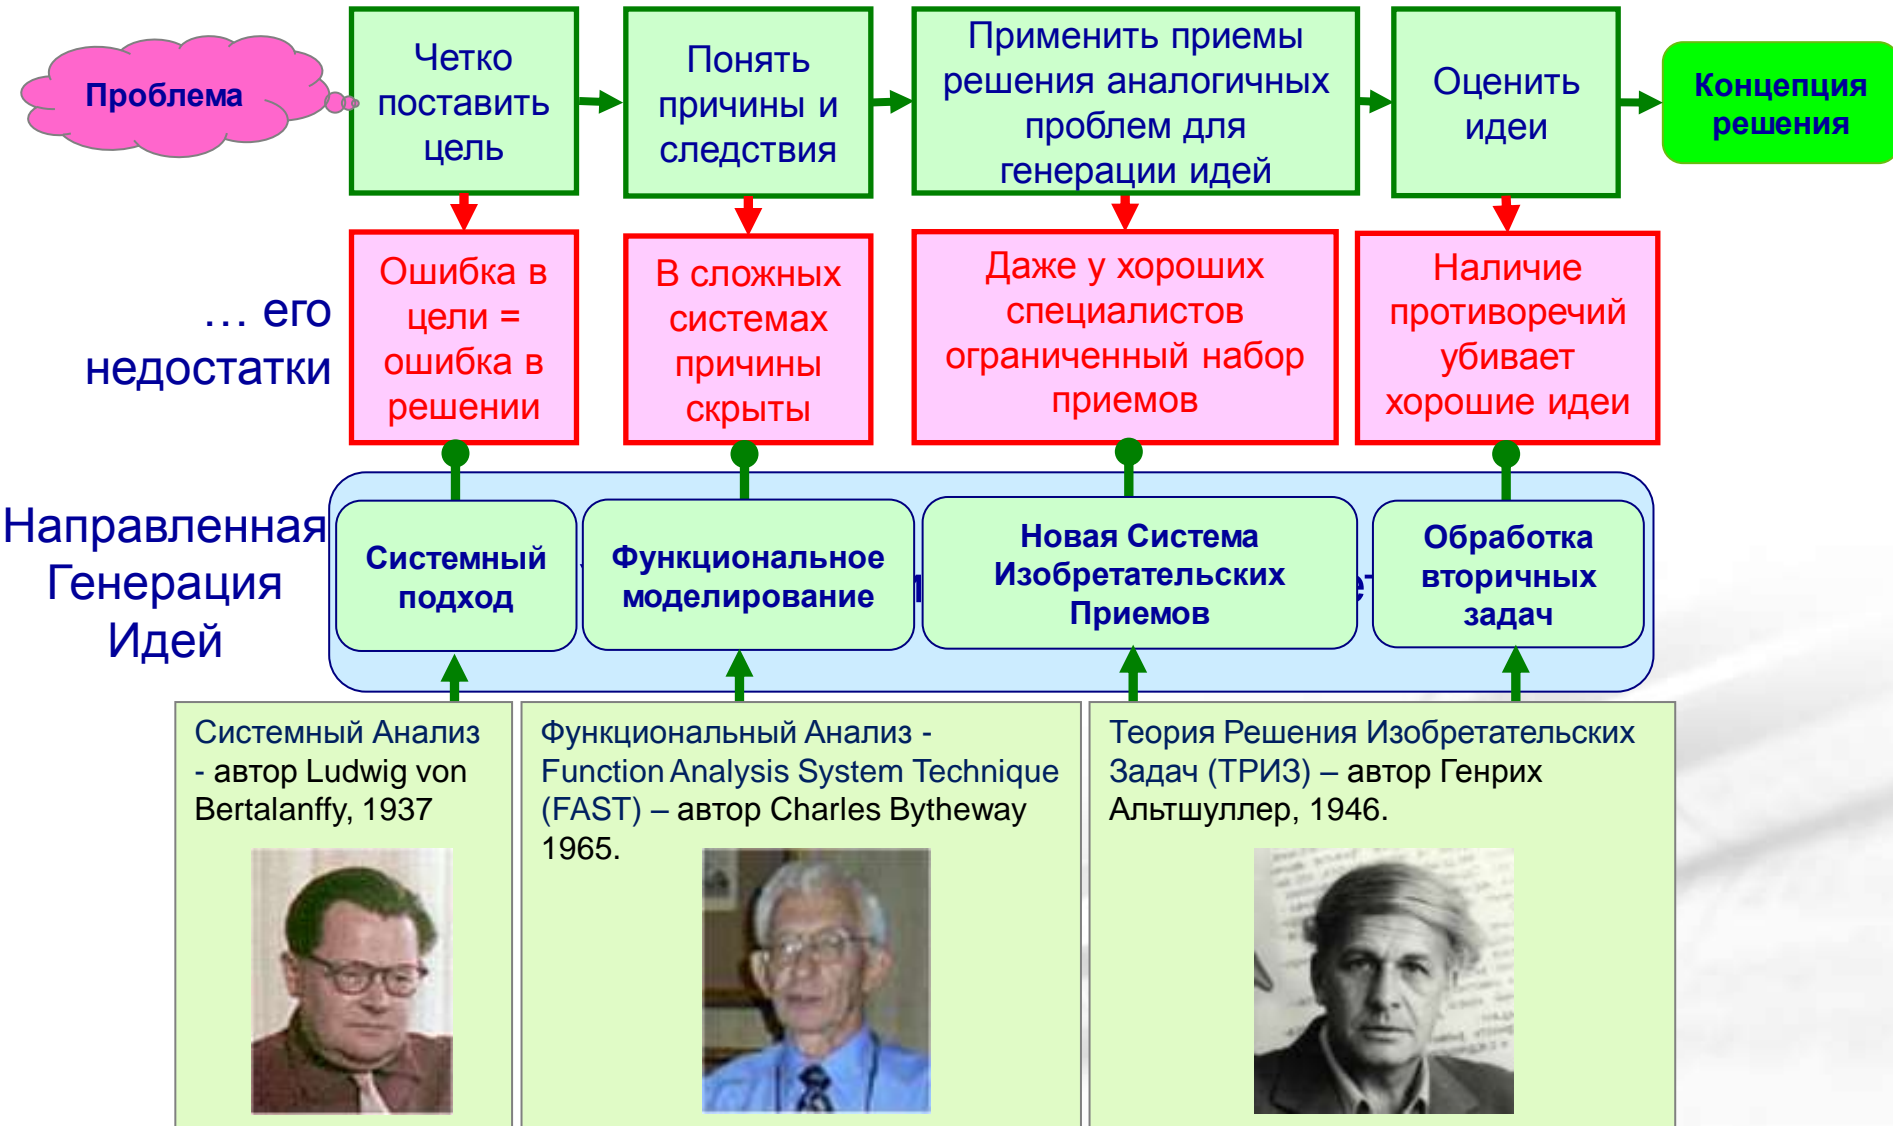 Проблема
Четко
поставить
цель
Понять
причины и
следствия
Применить приемы
решения аналогичных
проблем для
генерации идей
Оценить
идеи
Концепция
решения
… его
недостатки
Ошибка в
цели =
ошибка в
решении
В сложных
системах
причины
скрыты
Даже у хороших
специалистов
ограниченный набор
приемов
Наличие
противоречий
убивает
хорошие идеи
Направленная
Генерация
Идей
Системный
подход
Функциональное
моделирование
Новая Система
Изобретательских
Приемов
Обработка
вторичных
задач
Системный Анализ
- автор Ludwig von
Bertalanffy, 1937
Функциональный Анализ -
Function Analysis System Technique
(FAST) – автор Charles Bytheway
1965.
Теория Решения Изобретательских
Задач (ТРИЗ) – автор Генрих
Альтшуллер, 1946.